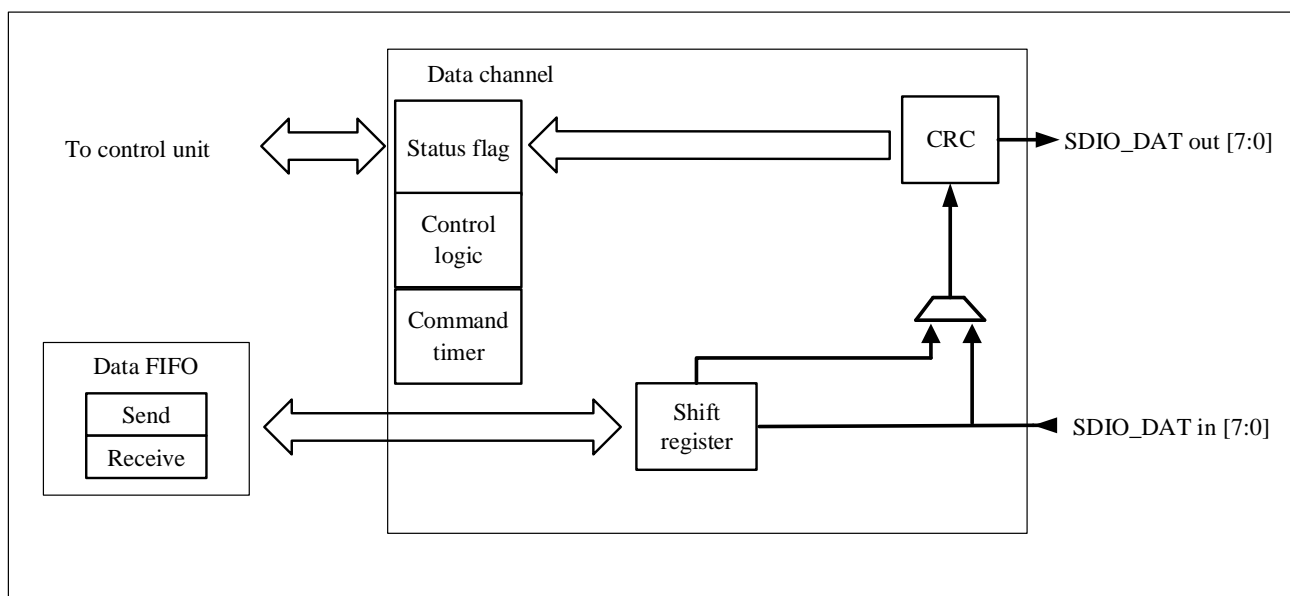 Data channel
To control unit
Status flag
CRC
SDIO_DAT out [7:0]
Control
logic
Command
timer
Data FIFO
Send
Receive
Shift
register
SDIO_DAT in [7:0]